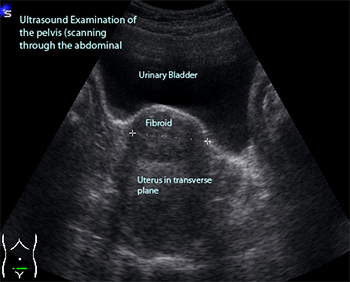 S
Ultrasound Examination of
the pelvis (scanning
through the abdominal
Urinary Bladder
Fibroid
Uterus in transverse
plane